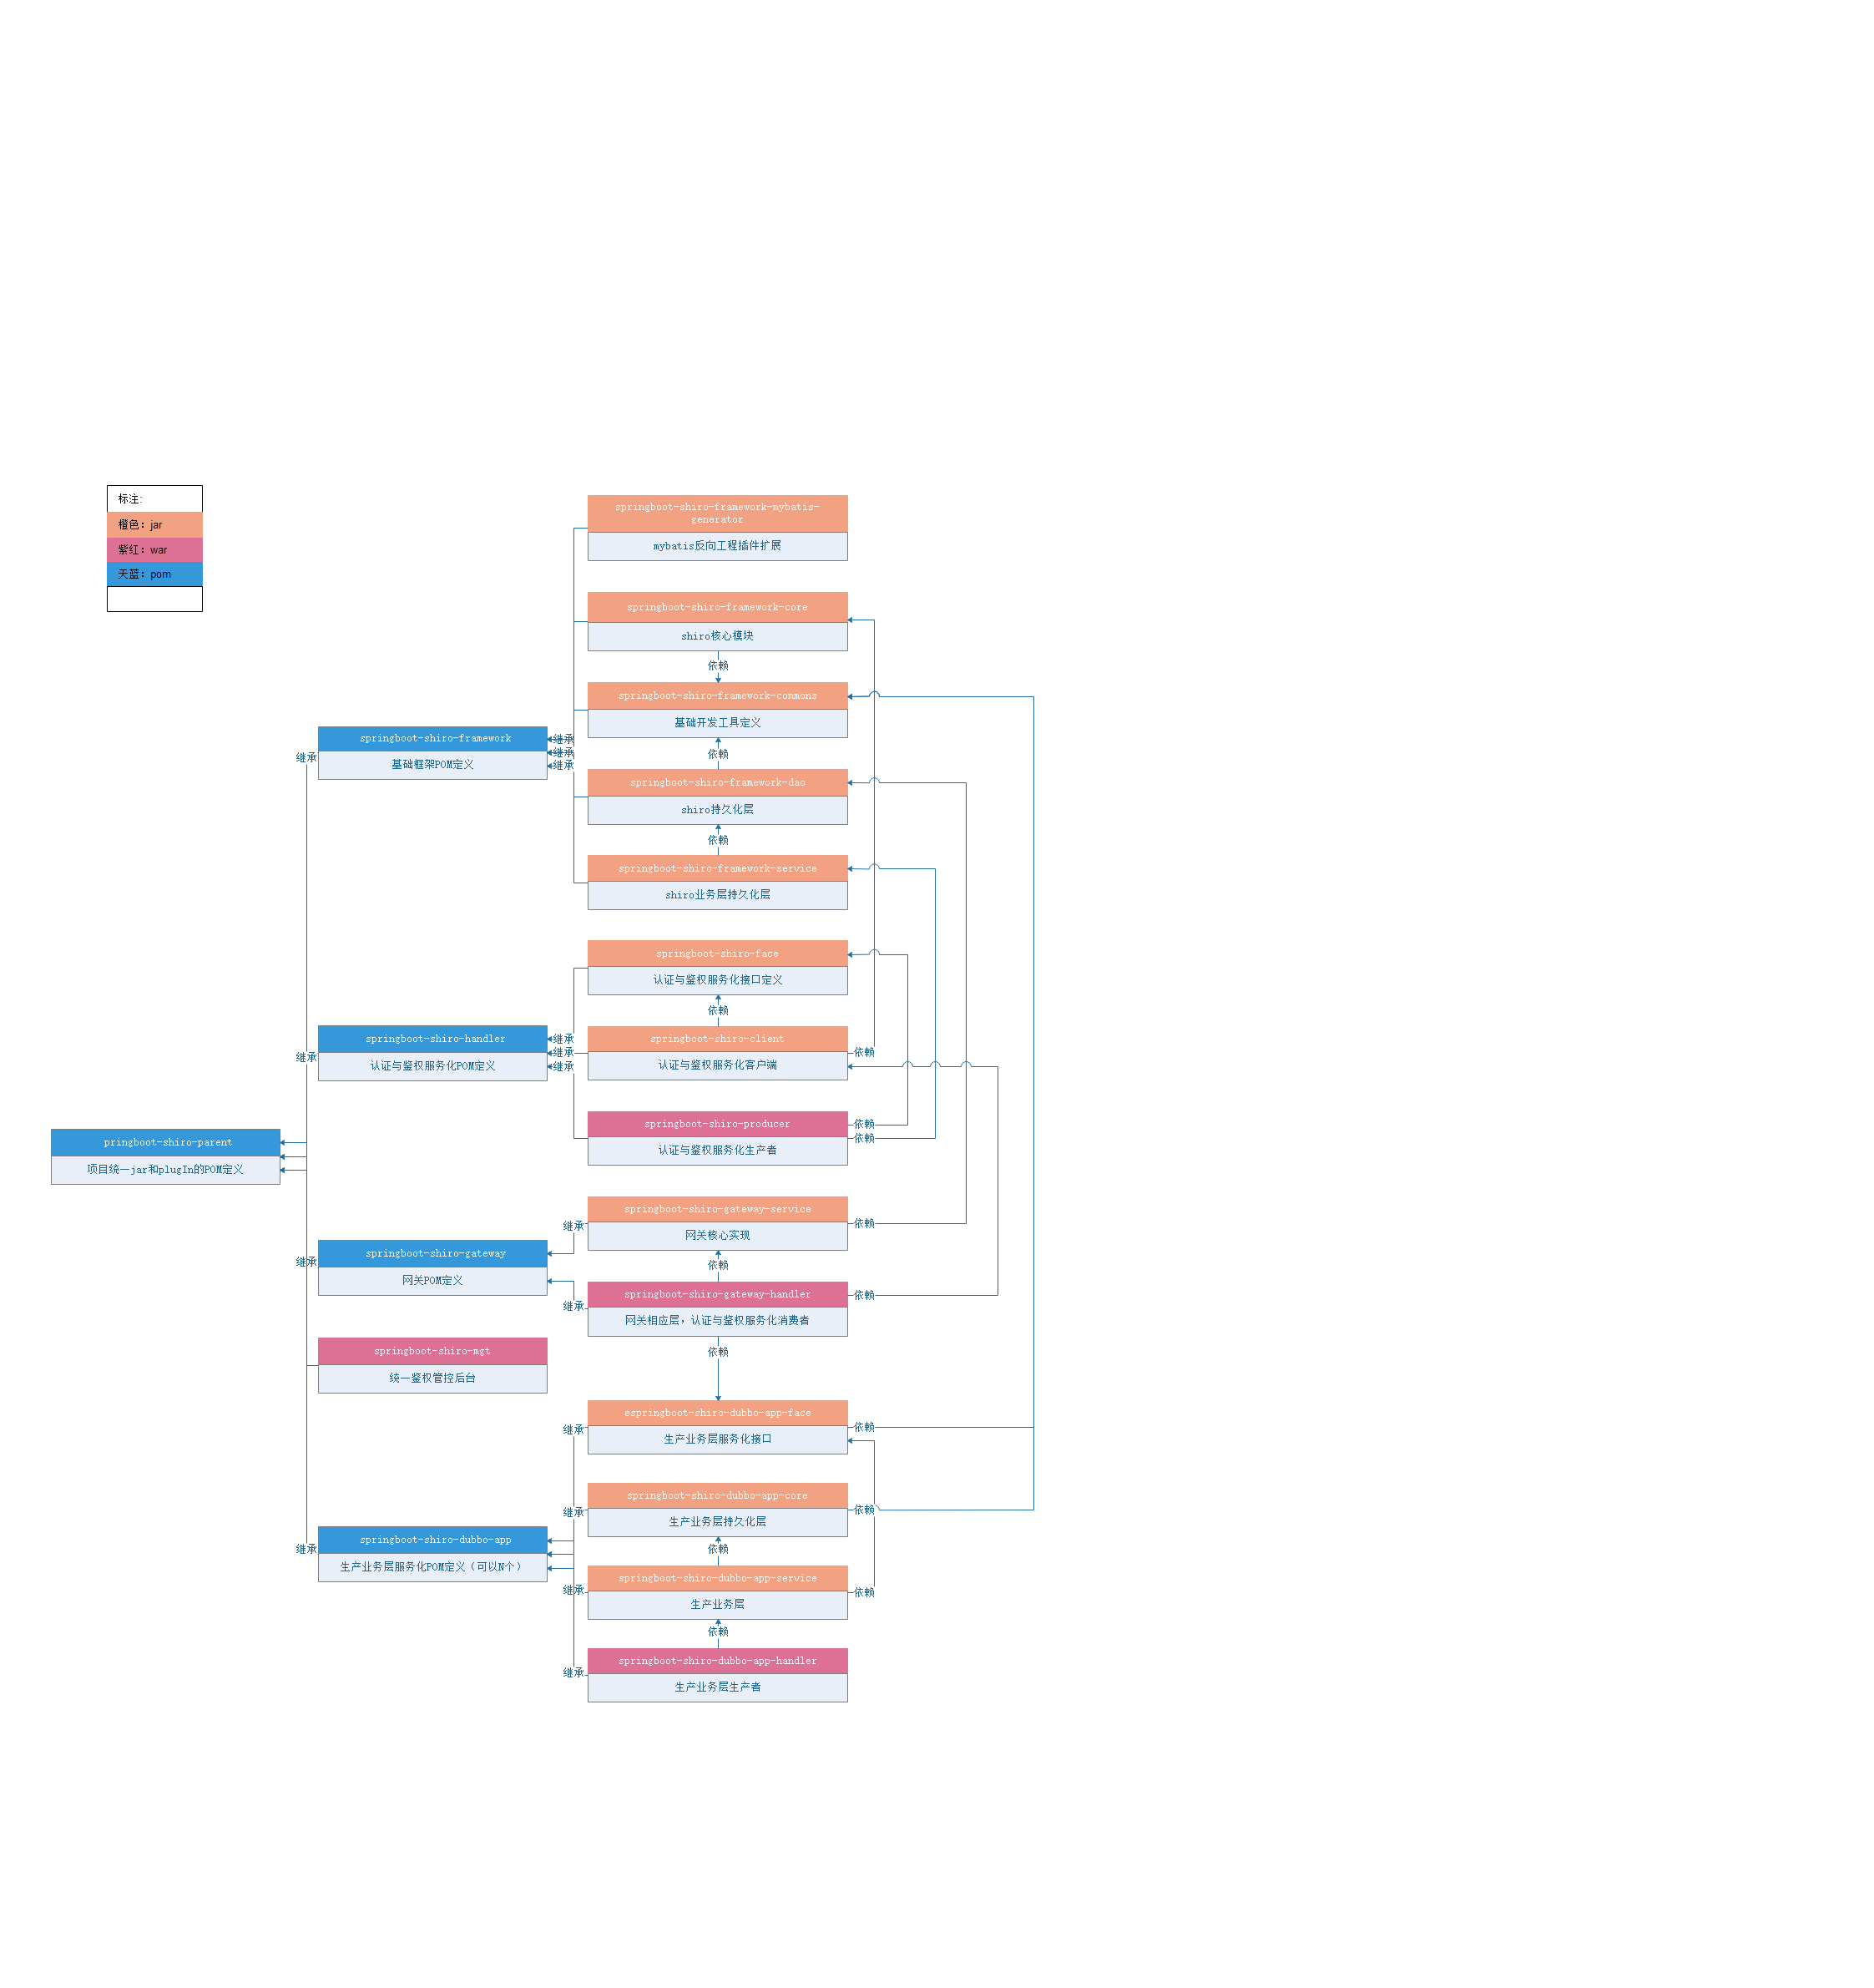 标注:
橙色：jar
紫红：war
天蓝：pom
springboot-shiro-framework-mybatis-
generator
mybatis反向工程插件扩展
springboot-shiro-framework-core
shiro核心模块
依赖
springboot-shiro-framework-commons
基础开发工具定义
springboot-shiro-framework
基础框架POM定义
继承
继承
继承
继承
依赖
springboot-shiro-framework-dao
shiro持久化层
依赖
springboot-shiro-framework-service
shiro业务层持久化层
springboot-shiro-face
认证与鉴权服务化接口定义
依赖
springboot-shiro-handler
认证与鉴权服务化POM定义
继承
继承
继承
继承
springboot-shiro-client
认证与鉴权服务化客户端
依赖
springboot-shiro-producer
认证与鉴权服务化生产者
依赖
依赖
pringboot-shiro-parent
项目统一jar和plugIn的POM定义
springboot-shiro-gateway-service
网关核心实现
依赖
继承
springboot-shiro-gateway
网关POM定义
继承
继承
依赖
springboot-shiro-gateway-handler
网关相应层，认证与鉴权服务化消费者
依赖
springboot-shiro-mgt
统一鉴权管控后台
依赖
espringboot-shiro-dubbo-app-face
生产业务层服务化接口
继承
依赖
springboot-shiro-dubbo-app-core
生产业务层持久化层
继承
依赖
springboot-shiro-dubbo-app
生产业务层服务化POM定义（可以N个）
继承
依赖
springboot-shiro-dubbo-app-service
生产业务层
继承
依赖
依赖
springboot-shiro-dubbo-app-handler
生产业务层生产者
继承